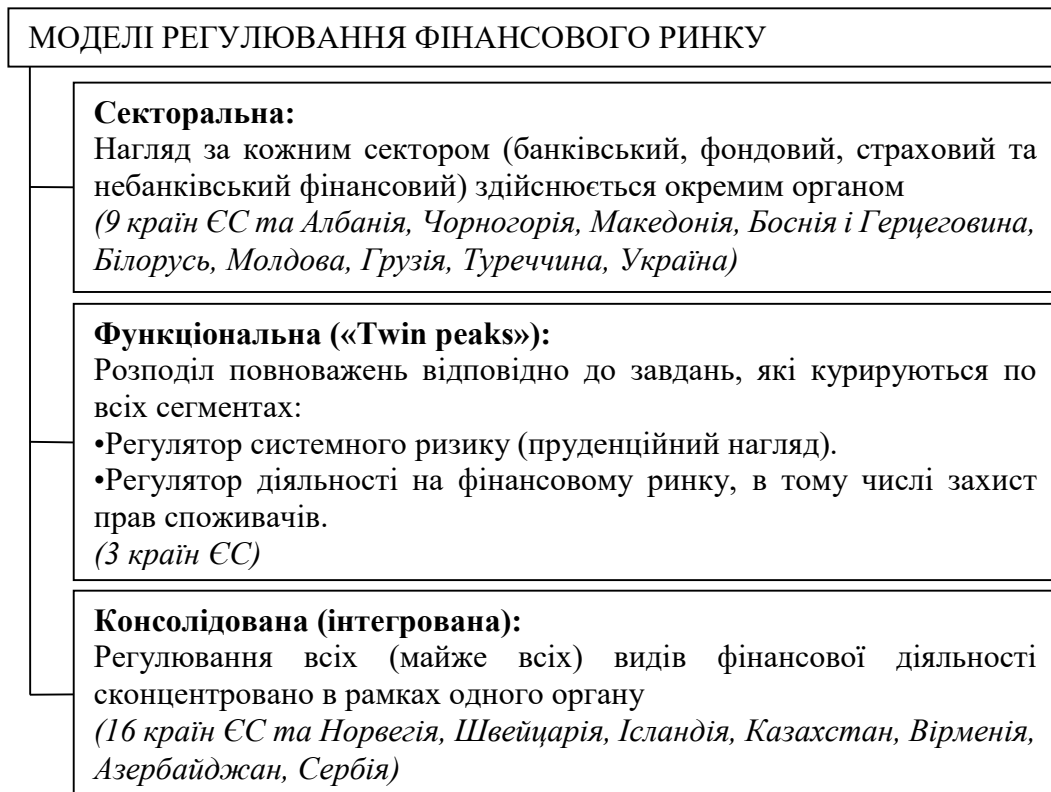 МОДЕЛІ РЕГУЛЮВАННЯ ФІНАНСОВОГО РИНКУ
Секторальна:
Нагляд за кожним сектором (банківський, фондовий, страховий та
небанківський фінансовий) здійснюється окремим органом
(9 країн ЄС та Албанія, Чорногорія, Македонія, Боснія і Герцеговина,
Білорусь, Молдова, Грузія, Туреччина, Україна)
Функціональна («Twin peaks»):
Розподіл повноважень відповідно до завдань, які курируються по
всіх сегментах:
•Регулятор системного ризику (пруденційний нагляд).
•Регулятор діяльності на фінансовому ринку, в тому числі захист
прав споживачів.
(3 країн ЄС)
Консолідована (інтегрована):
Регулювання всіх (майже всіх) видів фінансової діяльності
сконцентровано в рамках одного органу
(16 країн ЄС та Норвегія, Швейцарія, Ісландія, Казахстан, Вірменія,
Азербайджан, Сербія)